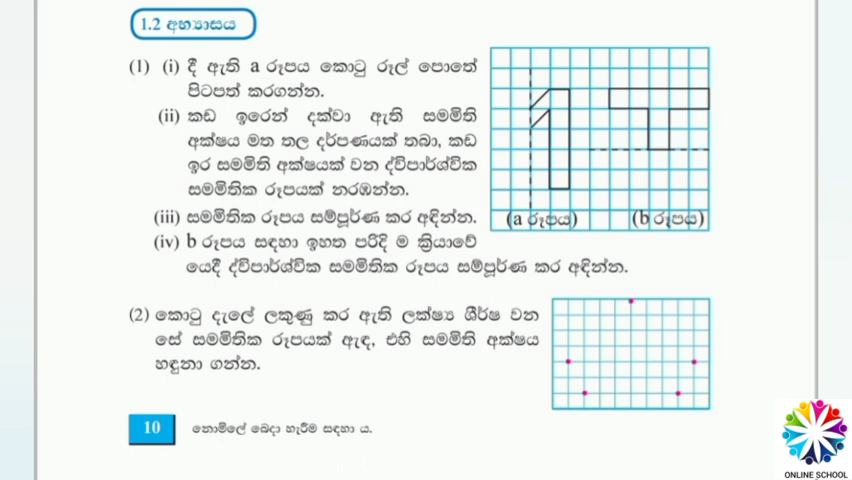 1.2 අභ්‍යාසය
(1) (i) දී ඇති a රූපය කොටු රූල් පොතේ
පිටපත් කරගන්න.
(ii) කඩ ඉරෙන් දක්වා ඇති සමමිති
අක්ෂය මත තල දර්පණයක් තබා, කඩ
ඉර සමමිති අක්ෂයක් වන ද්විපාර්ශ්වික
සමමිතික රූපයක් නරඹන්න.
(iii) සමමිතික රූපය සම්පූර්ණ කර අඳින්න.
(iv) b රූපය සඳහා ඉහත පරිදි ම ක්‍රියාවේ
යෙදී ද්විපාර්ශ්වික සමමිතික රූපය සම්පූර්ණ කර අඳින්න.
(a රූපය) (b රූපය)
(2) කොටු දැලේ ලකුණු කර ඇති ලක්ෂ්‍ය ශීර්ෂ වන
සේ සමමිතික රූපයක් ඇඳ, එහි සමමිති අක්ෂය
හඳුනා ගන්න.
10 නොමිලේ බෙදා හැරීම සඳහා ය.
ONLINE SCHOOL